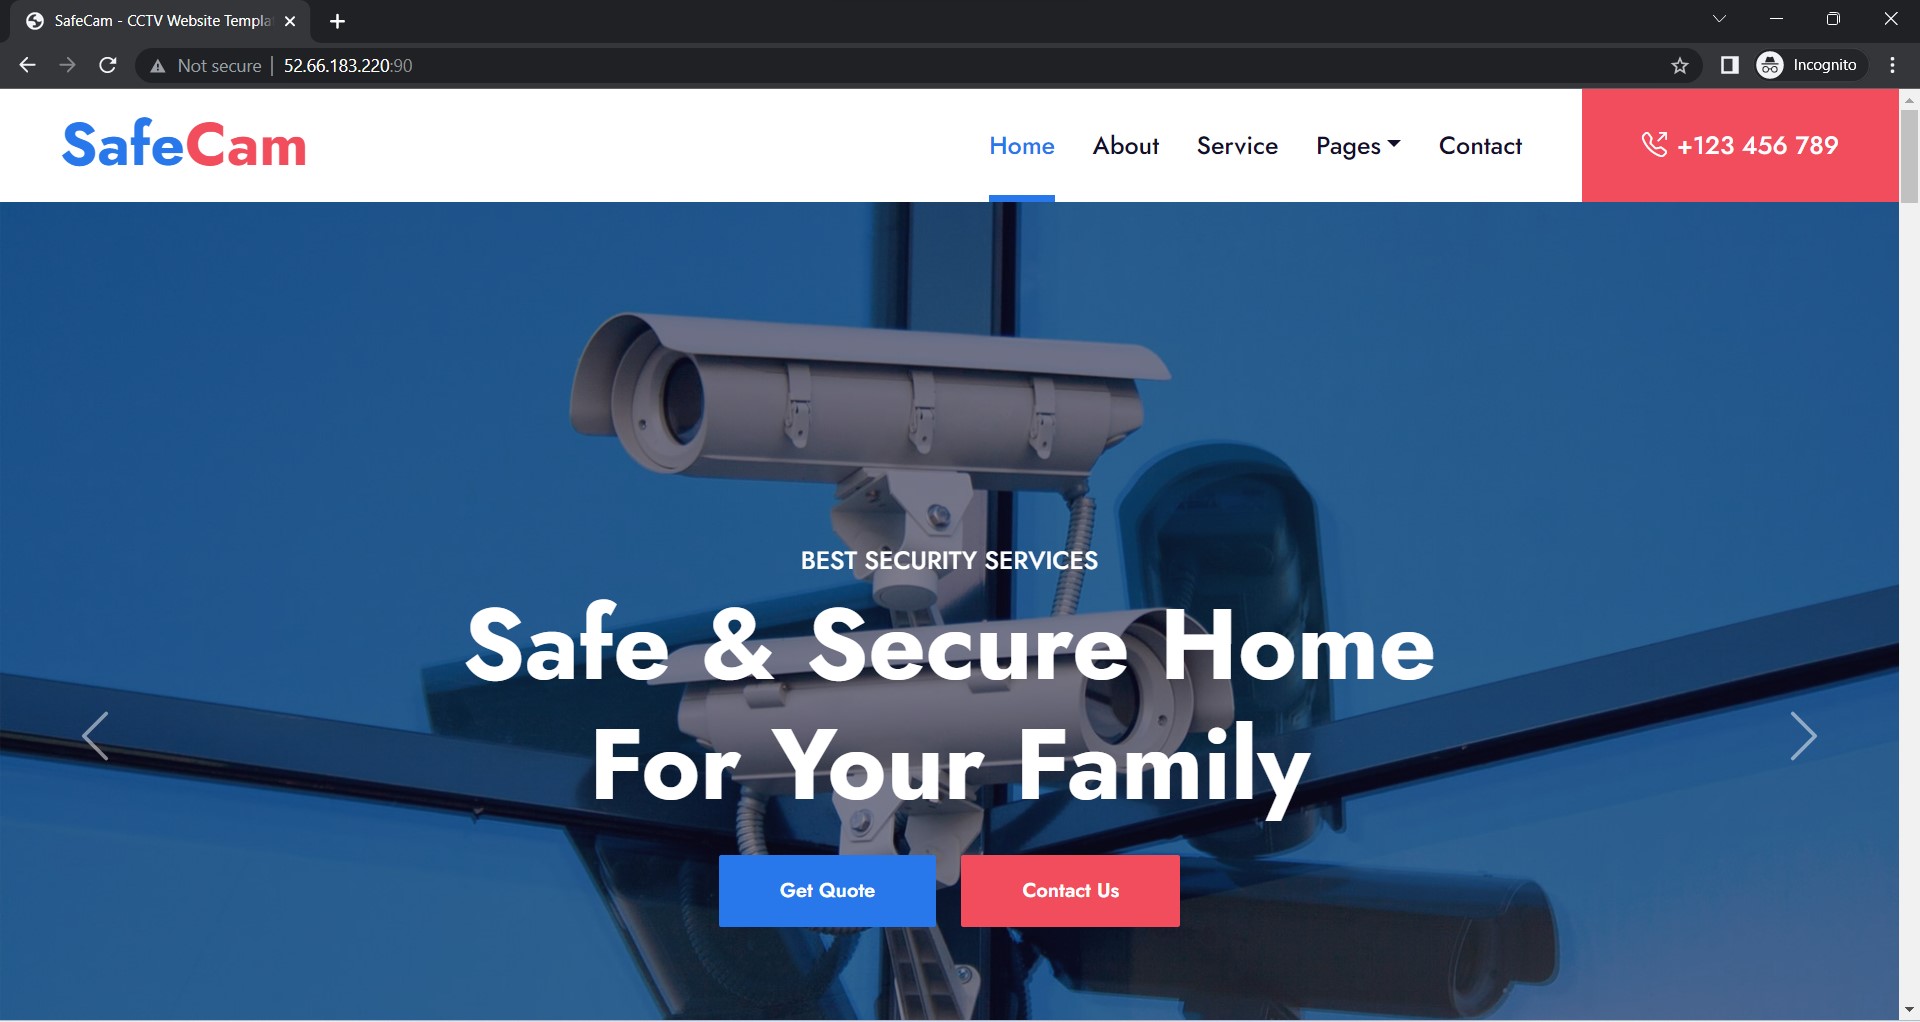 SafeCam - CCTV Website Templa
Not secure
52.66.183.220:90
Incognito
SafeCam
Home
About
Service
Pages
Contact
+123 456 789
BEST SECURITY SERVICES
Safe & Secure Home
For Your Family
Get Quote
Contact Us